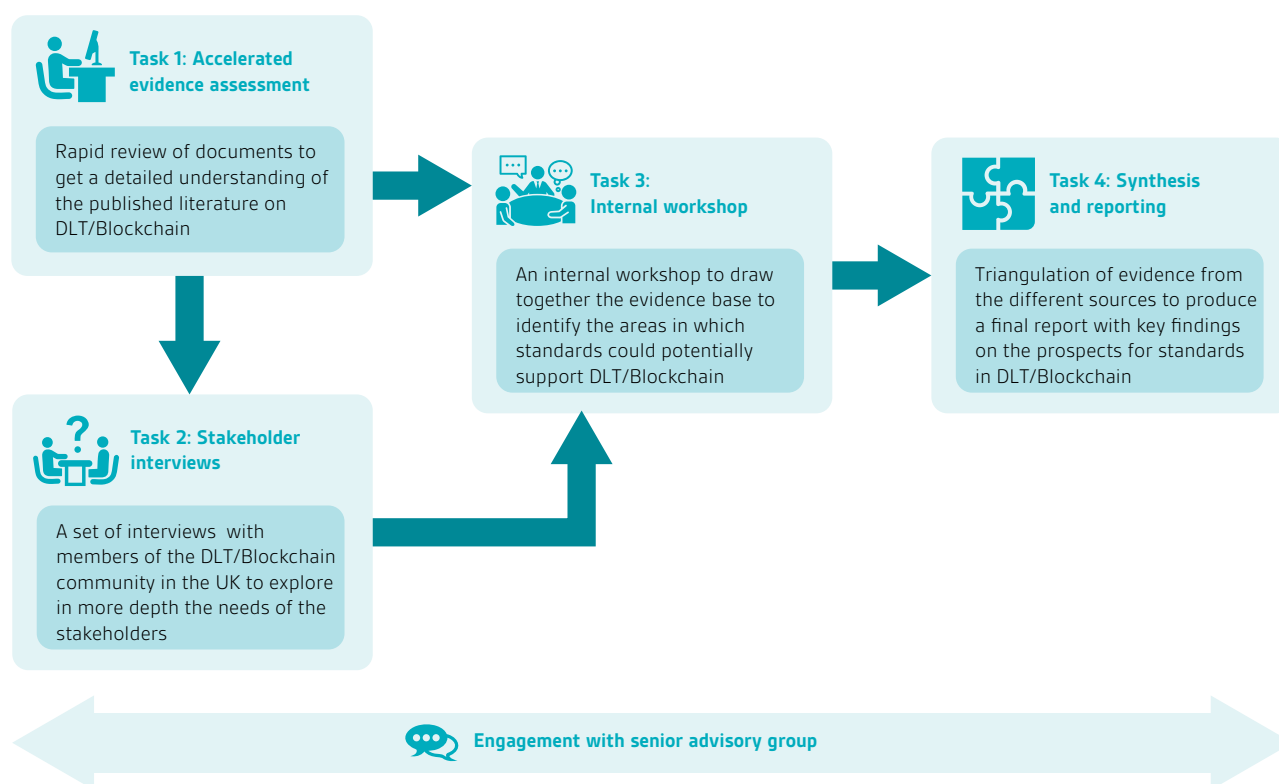 Task 1: Accelerated
evidence assessment
Rapid review of documents to
get a detailed understanding of
the published literature on
DLT/Blockchain
Task 2: Stakeholder
interviews
A set of interviews  with
members of the DLT/Blockchain
community in the UK to explore
in more depth the needs of the
stakeholders
Task 3:
Internal workshop
An internal workshop to draw
together the evidence base to
identify the areas in which
standards could potentially
support DLT/Blockchain
Task 4: Synthesis
and reporting
Triangulation of evidence from
the different sources to produce
a final report with key findings
on the prospects for standards
in DLT/Blockchain
Engagement with senior advisory group